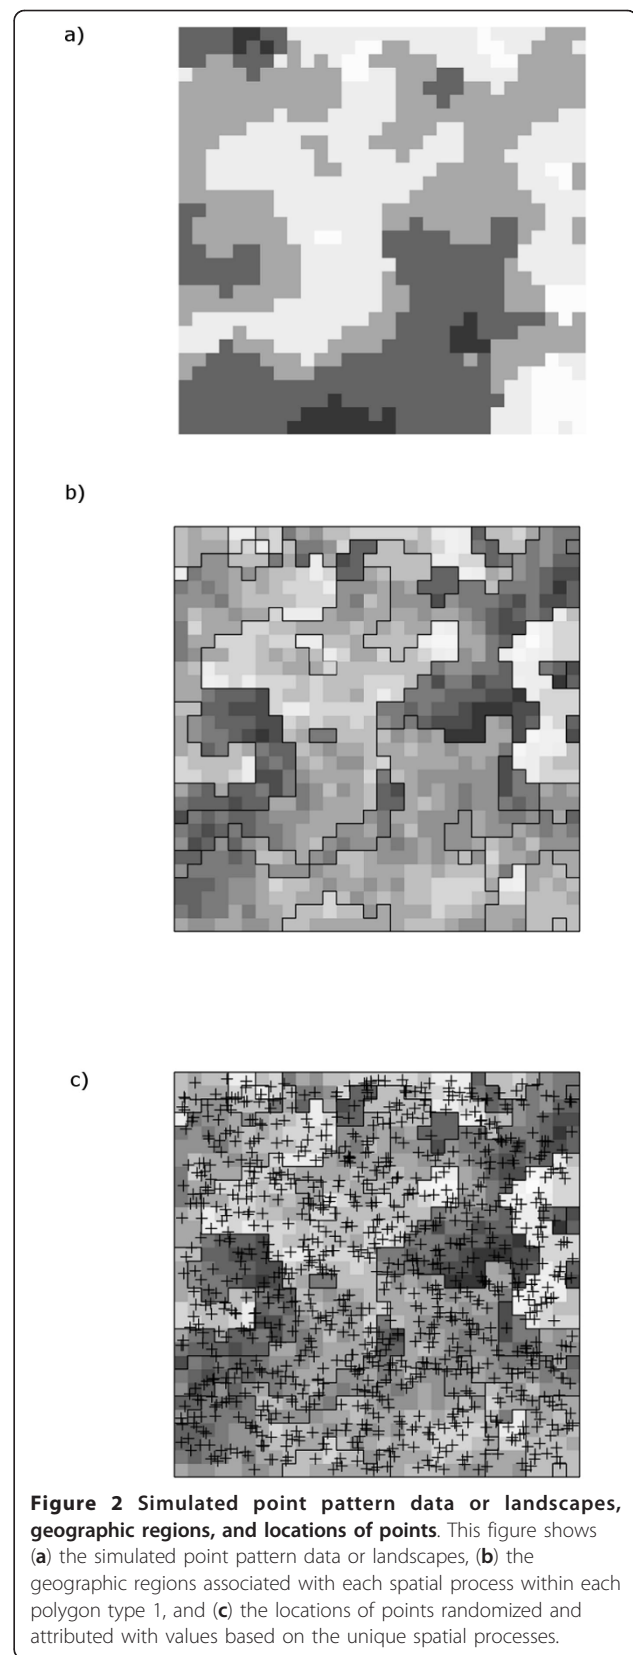 a)
b)
c)
Figure 2 Simulated point pattern data or landscapes,
geographic regions, and locations of points. This figure shows
(a) the simulated point pattern data or landscapes, (b) the
geographic regions associated with each spatial process within each
polygon type 1, and (c) the locations of points randomized and
attributed with values based on the unique spatial processes.